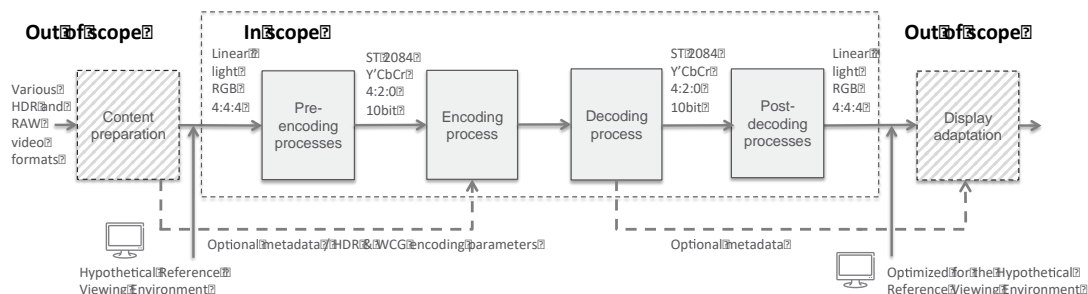 Out of scope
In scope
Out of scope
Various
HDR and
RAW
video
formats
Content
preparation
Linear
light
RGB
4:4:4
Pre-
encoding
processes
ST 2084
Y'CbCr
4:2:0
10bit
Encoding
process
Decoding
process
ST 2084
Y'CbCr
4:2:0
10bit
Post-
decoding
processes
Linear
light
RGB
4:4:4
Display
adaptation
Optional metadata / HDR & WCG encoding parameters
Optional metadata
Hypothetical Reference
Viewing Environment
Optimized for the Hypothetical
Reference Viewing Environment